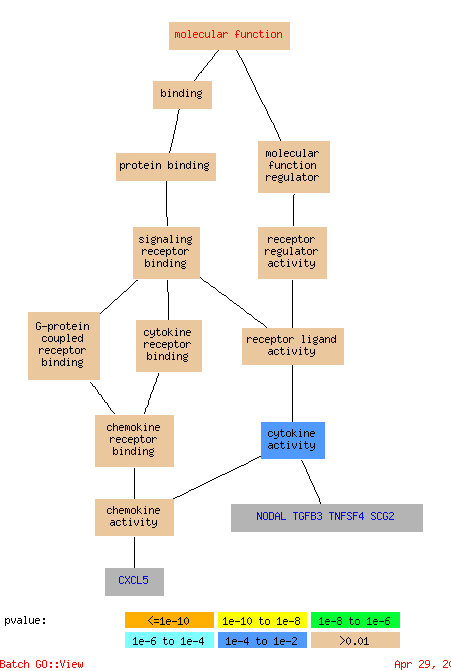 molecular function
binding
protein binding
molecular
function
regulator
signaling
receptor
binding
receptor
regulator
activity
G-protein
coupled
receptor
binding
cytokine
receptor
binding
receptor ligand
activity
chemokine
receptor
binding
cytokine
activity
chemokine
activity
NODAL TGFB3 TNFSF4 SCG2
CXCL5
pvalue:
<=1e-10
1e-10 to 1e-8
1e-8 to 1e-6
1e-6 to 1e-4
1e-4 to 1e-2
>0.01
Batch GO::View
Apr 29,